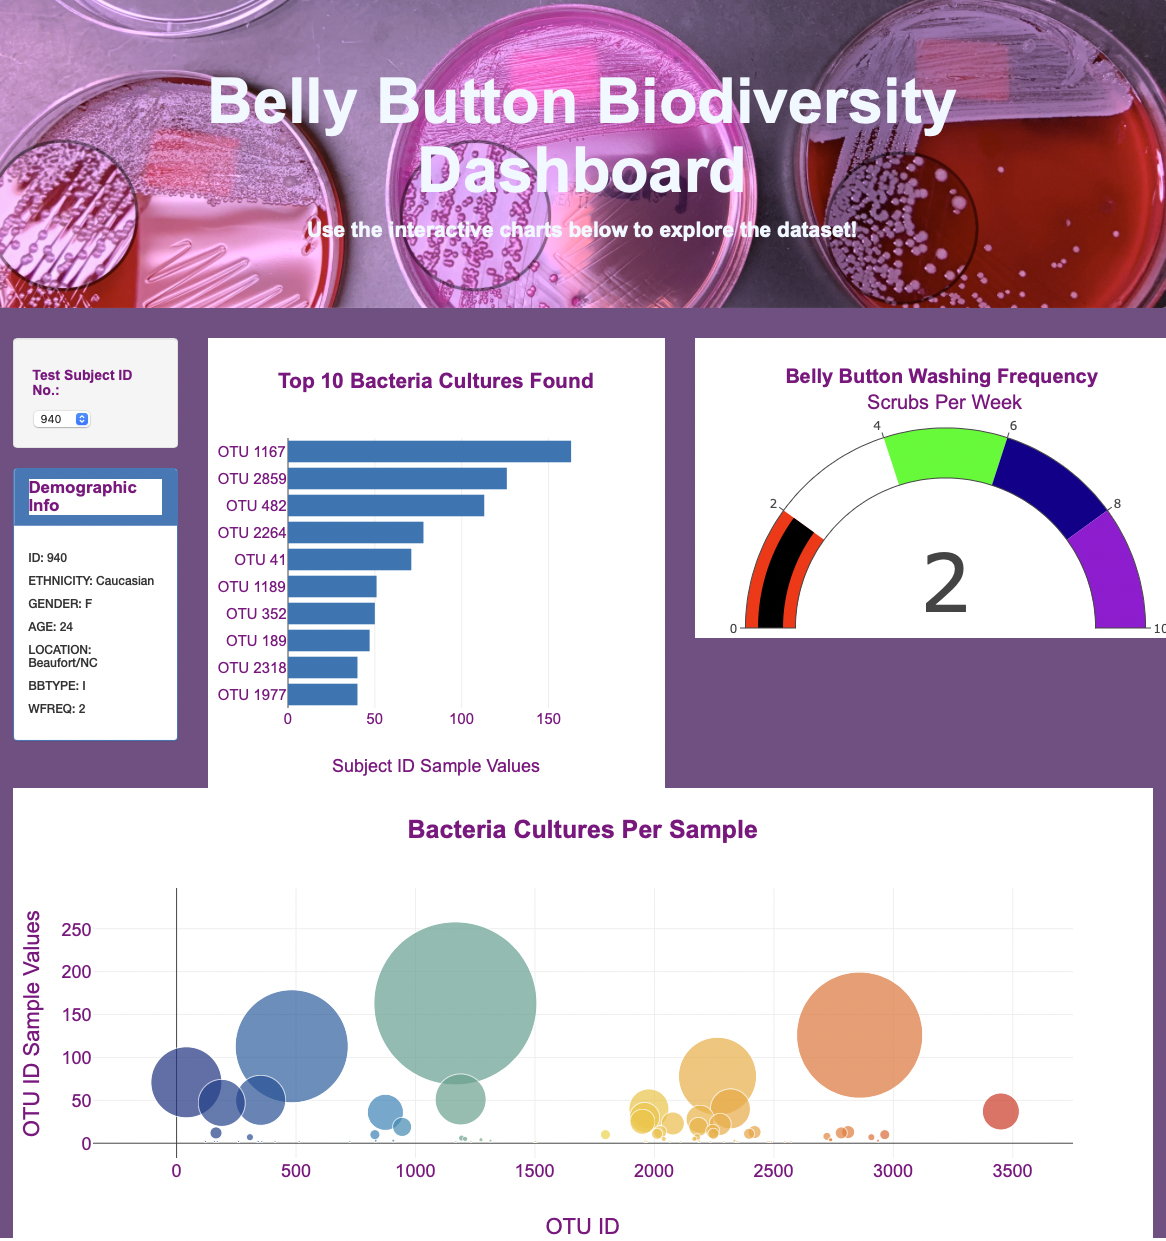 Belly Button Biodiversity
Dashboard
Use the interactive charts below to explore the dataset!
Test Subject ID
No.:
940
Demographic
Info
ID: 940
ETHNICITY: Caucasian
GENDER: F
AGE: 24
LOCATION:
Beaufort/NC
BBTYPE: I
WFREQ: 2
Top 10 Bacteria Cultures Found
OTU 1167
OTU 2859
OTU 482
OTU 2264
OTU 41
OTU 1189
OTU 352
OTU 189
OTU 2318
OTU 1977
0 50 100 150
Subject ID Sample Values
Belly Button Washing Frequency
Scrubs Per Week
4 6
2 8
2
0 10
Bacteria Cultures Per Sample
OTU ID Sample Values
250
200
150
100
50
0
0 500 1000 1500 2000 2500 3000 3500
OTU ID